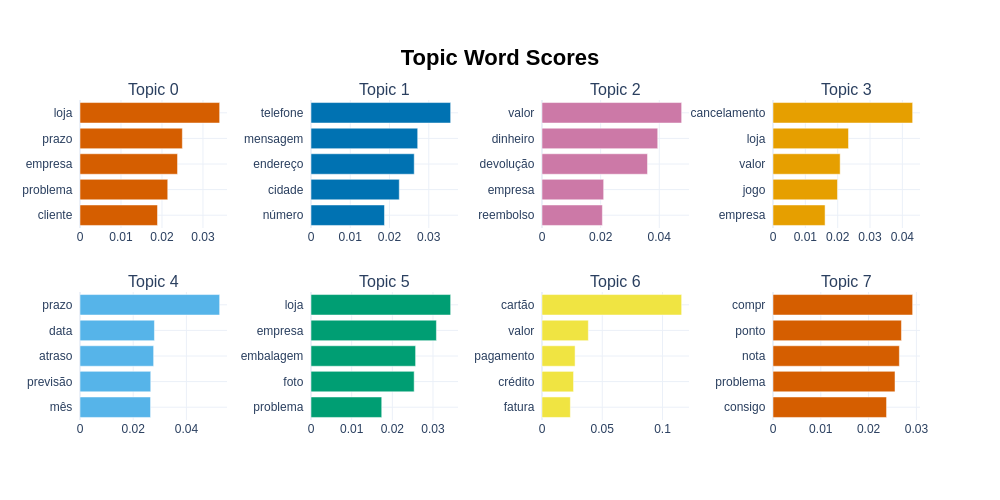 Topic Word Scores
Topic 0
loja
prazo
empresa
problema
cliente
0 0.01 0.02 0.03
Topic 1
telefone
mensagem
endereço
cidade
número
0 0.01 0.02 0.03
Topic 2
valor
dinheiro
devolução
empresa
reembolso
0 0.02 0.04
Topic 3
cancelamento
loja
valor
jogo
empresa
0 0.01 0.02 0.03 0.04
Topic 4
prazo
data
atraso
previsão
mês
0 0.02 0.04
Topic 5
loja
empresa
embalagem
foto
problema
0 0.01 0.02 0.03
Topic 6
cartão
valor
pagamento
crédito
fatura
0 0.05 0.1
Topic 7
compr
ponto
nota
problema
consigo
0 0.01 0.02 0.03